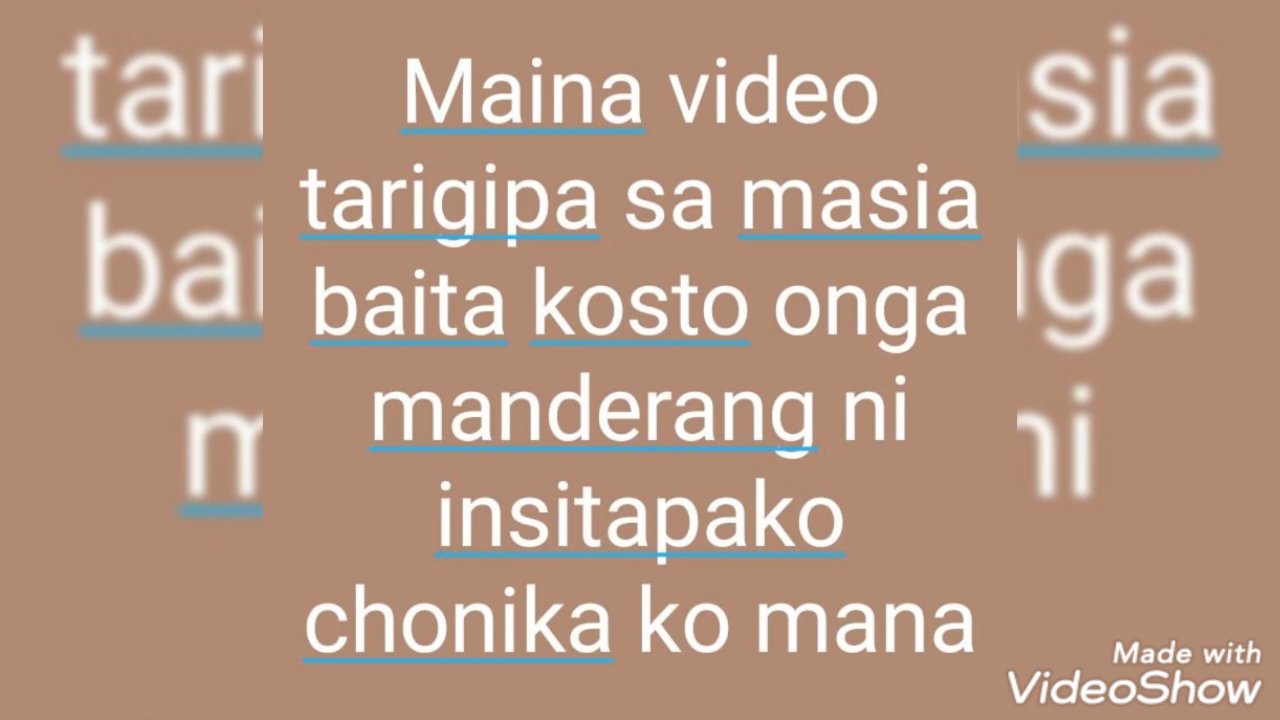 Maina video
tarigipa sa masia
baita kosto onga
manderang ni
insitapako
chonika ko mana
Made with
VideoShow